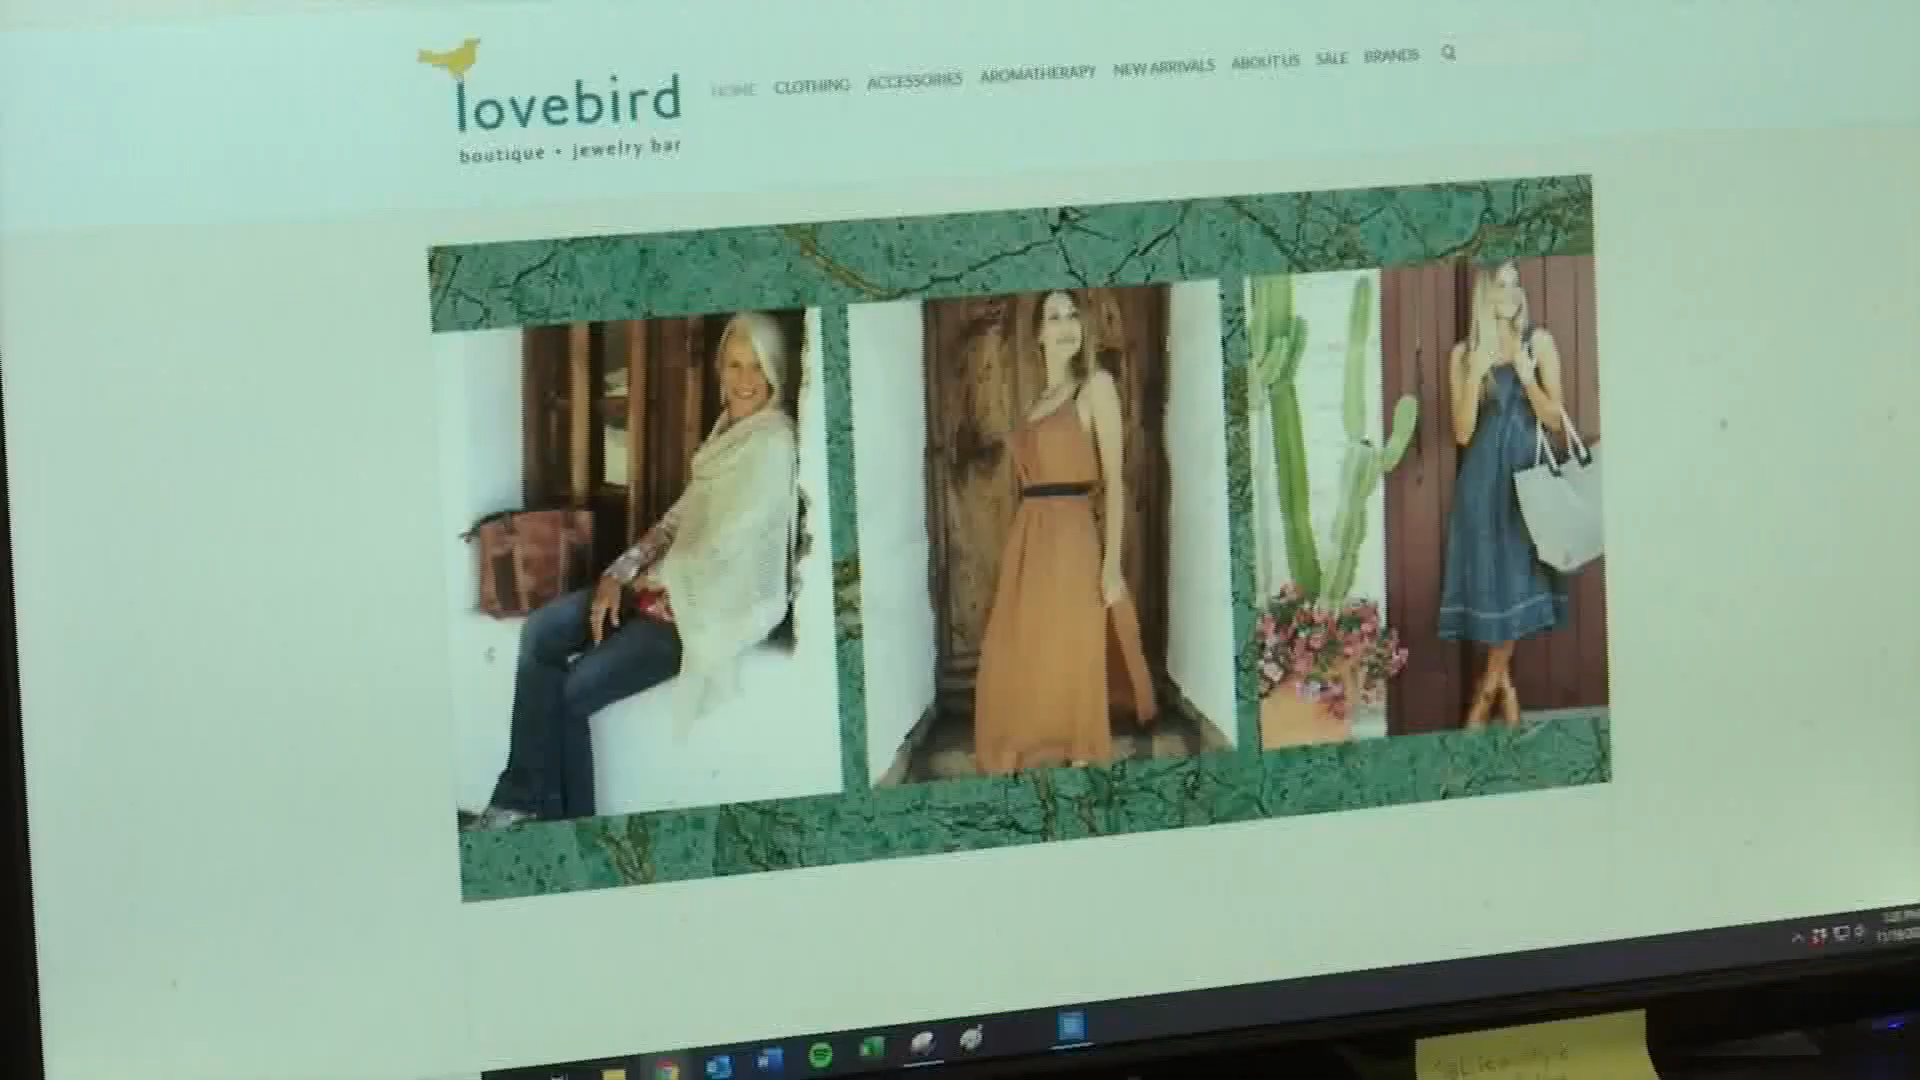 lovebird
boutique • jewelry bar
HOME CLOTHING ACCESSORIES AROMATHERAPY NEW ARRIVALS ABOUT US SALE BRANDS